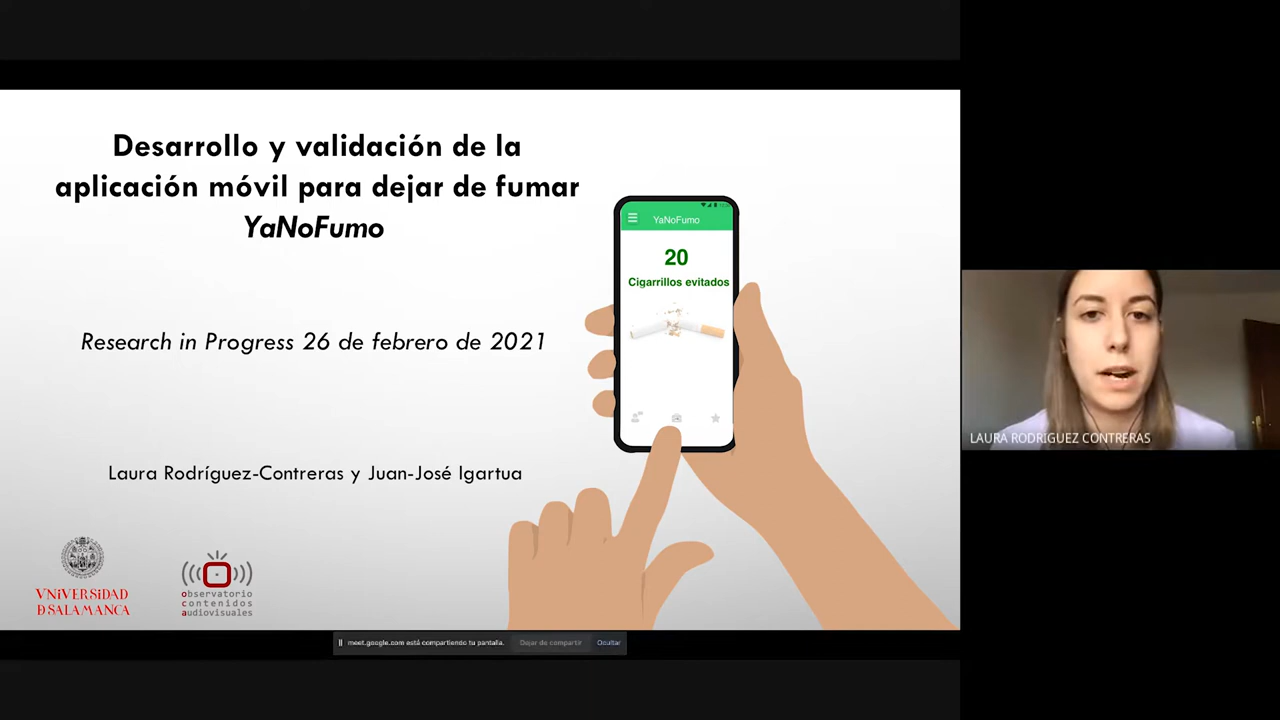 Desarrollo y validación de la
aplicación móvil para dejar de fumar
YaNoFumo
YaNoFumo
20
Cigarrillos evitados
Research in Progress 26 de febrero de 2021
Laura Rodríguez-Contreras y Juan-José Igartua
VNiVERSiDAD
D SALAMANCA
observatorio
contenidos
audiovisuales
LAURA RODRÍGUEZ CONTRERAS
meet.google.com está compartiendo tu pantalla.
Dejar de compartir
Ocultar